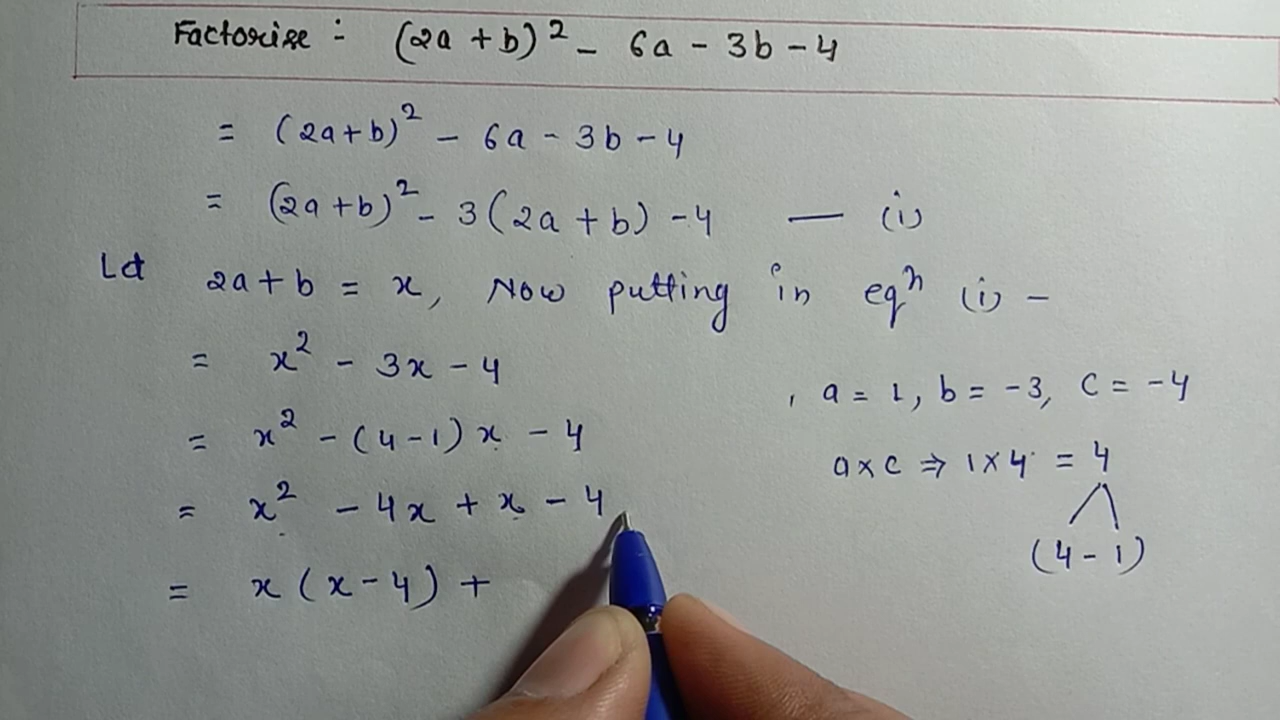 Factorise :- (2a + b)² - 6a - 3b - 4
= (2a+b)² - 6a - 3b - 4
= (2a+b)² - 3(2a + b) - 4 — (i)
Let 2a + b = x, Now putting in eqⁿ (i) -
= x² - 3x - 4 , a = 1, b = -3, C = -4
= x² - (4-1)x - 4 a×c ⇒ 1×4 = 4
= x² - 4x + x - 4 (4 - 1)
= x (x - 4) +